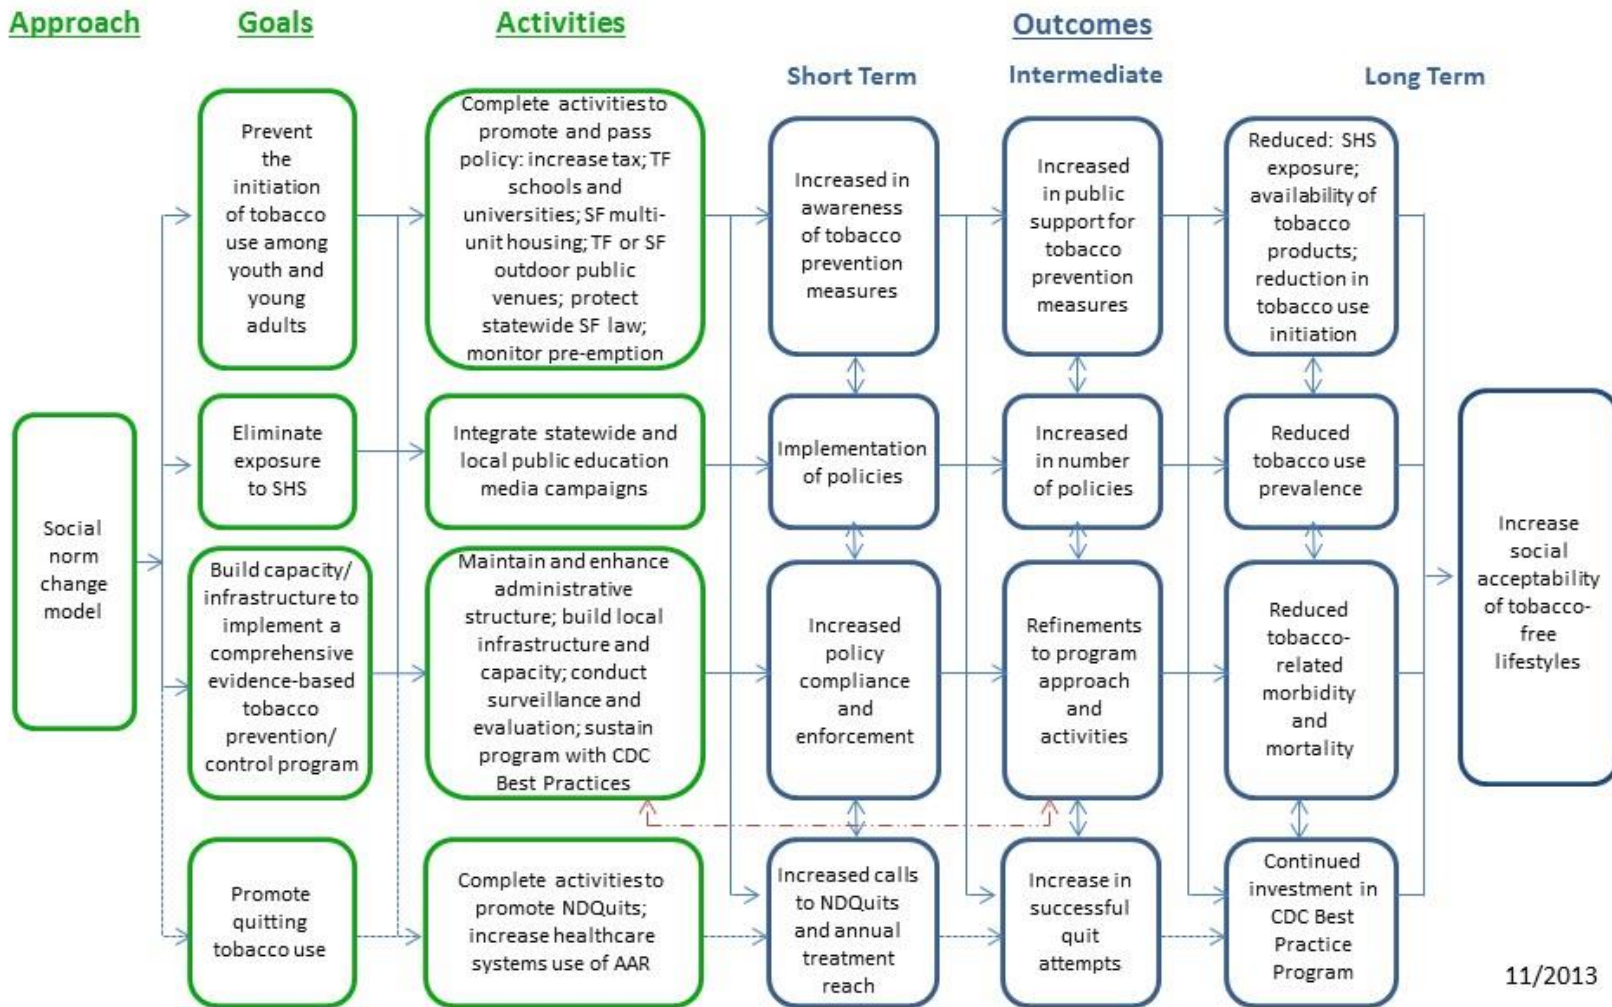 Approach
Goals
Activities
Outcomes
Short Term
Intermediate
Long Term
Social
norm
change
model
Prevent
the
initiation
of tobacco
use among
youth and
young
adults
Eliminate
exposure
to SHS
Build capacity/
infrastructure to
implement a
comprehensive
evidence-based
tobacco
prevention/
control program
Promote
quitting
tobacco use
Complete activities to
promote and pass
policy: increase tax; TF
schools and
universities; SF multi-
unit housing; TF or SF
outdoor public
venues; protect
statewide SF law;
monitor pre-emption
Integrate statewide and
local public education
media campaigns
Maintain and enhance
administrative
structure; build local
infrastructure and
capacity; conduct
surveillance and
evaluation; sustain
program with CDC
Best Practices
Complete activities to
promote NDQuits;
increase healthcare
systems use of AAR
Increased in
awareness
of tobacco
prevention
measures
Implementation
of policies
Increased
policy
compliance
and
enforcement
Increased calls
to NDQuits
and annual
treatment
reach
Increased
in public
support for
tobacco
prevention
measures
Increased
in number
of policies
Refinements
to program
approach
and
activities
Increase in
successful
quit
attempts
Reduced: SHS
exposure;
availability of
tobacco
products;
reduction in
tobacco use
initiation
Reduced
tobacco use
prevalence
Reduced
tobacco-
related
morbidity
and
mortality
Continued
investment in
CDC Best
Practice
Program
Increase
social
acceptability
of tobacco-
free
lifestyles
11/2013